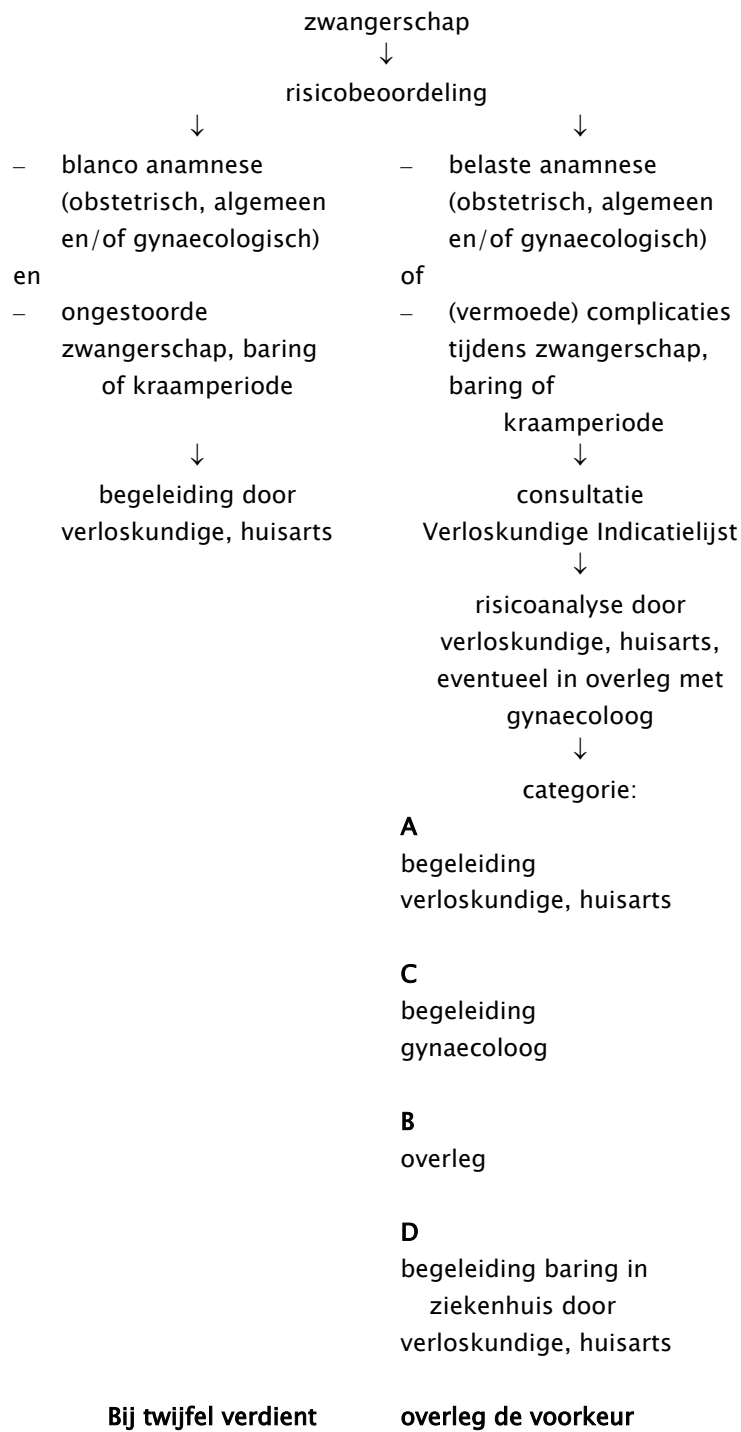 zwangerschap
↓
risicobeoordeling
↓
– blanco anamnese
(obstetrisch, algemeen
en/of gynaecologisch)
en
– ongestoorde
zwangerschap, baring
of kraamperiode
↓
begeleiding door
verloskundige, huisarts
↓
– belaste anamnese
(obstetrisch, algemeen
en/of gynaecologisch)
of
– (vermoede) complicaties
tijdens zwangerschap,
baring of
kraamperiode
↓
consultatie
Verloskundige Indicatielijst
↓
risicoanalyse door
verloskundige, huisarts,
eventueel in overleg met
gynaecoloog
↓
categorie:
A
begeleiding
verloskundige, huisarts
C
begeleiding
gynaecoloog
B
overleg
D
begeleiding baring in
ziekenhuis door
verloskundige, huisarts
Bij twijfel verdient overleg de voorkeur